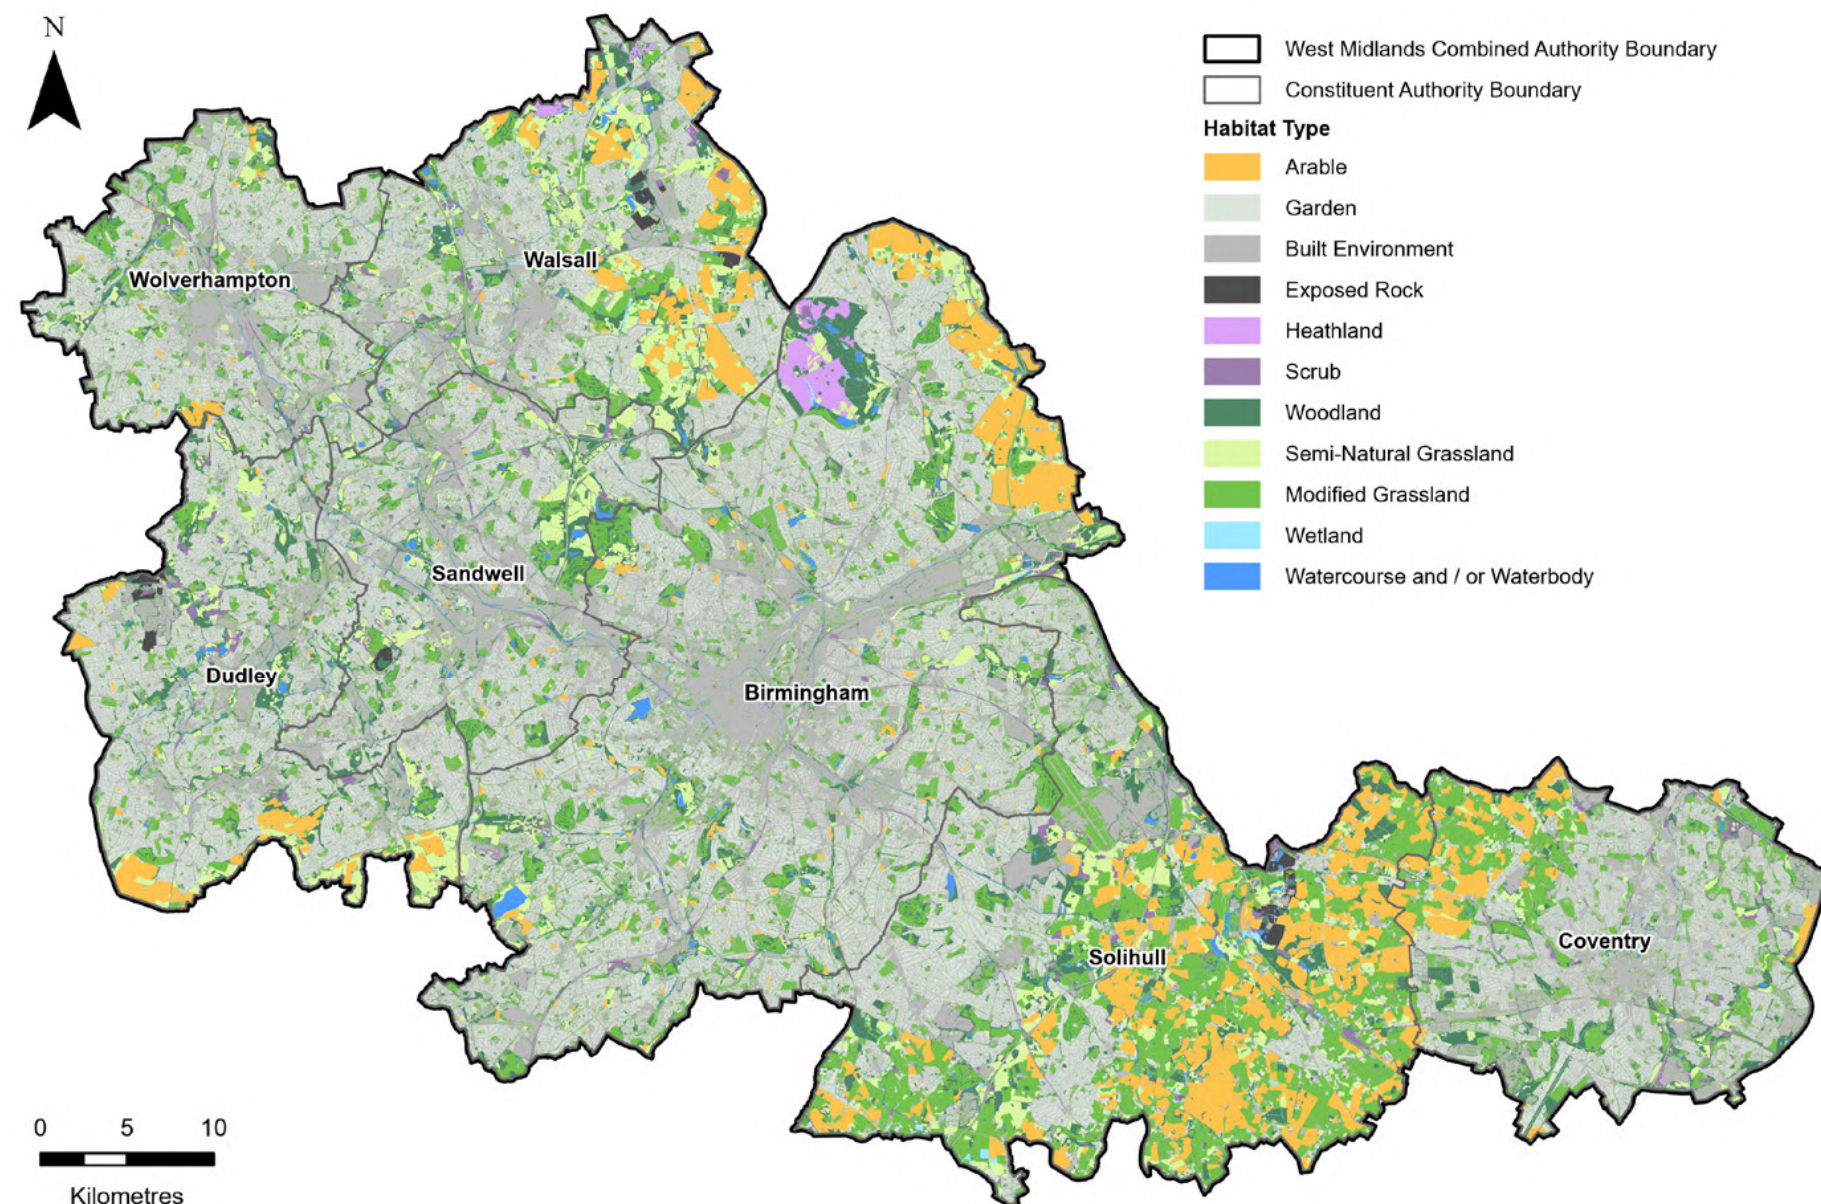 N
West Midlands Combined Authority Boundary
Constituent Authority Boundary
Habitat Type
Arable
Garden
Built Environment
Exposed Rock
Heathland
Scrub
Woodland
Semi-Natural Grassland
Modified Grassland
Wetland
Watercourse and / or Waterbody
Walsall
Wolverhampton
Sandwell
Dudley
Birmingham
Coventry
Solihull
0 5 10
Kilometres